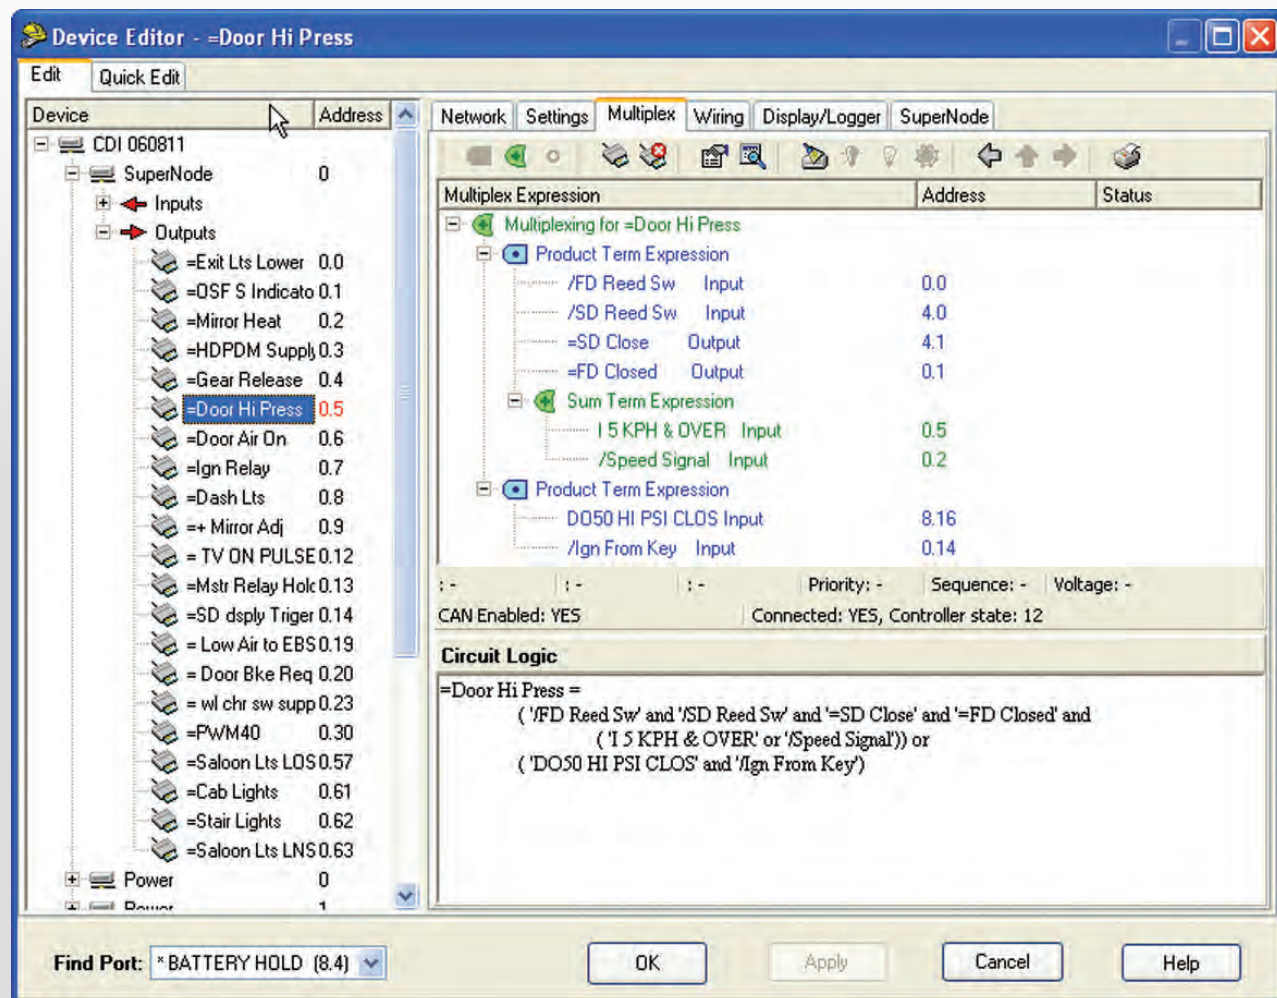 Device Editor - =Door Hi Press
Edit Quick Edit
Device Address
CDI 060811
SuperNode 0
Inputs
Outputs
=Exit Lts Lower 0.0
=OSF S Indicato 0.1
=Mirror Heat 0.2
=HDPDM Supply 0.3
=Gear Release 0.4
=Door Hi Press 0.5
=Door Air On 0.6
=Ign Relay 0.7
=Dash Lts 0.8
=+ Mirror Adj 0.9
= TV ON PULSE 0.12
=Mstr Relay Holc 0.13
=SD dsply Triger 0.14
= Low Air to EBS 0.19
= Door Bke Req 0.20
= wl chr sw supp 0.23
=PWM40 0.30
=Saloon Lts LOS 0.57
=Cab Lights 0.61
=Stair Lights 0.62
=Saloon Lts LNS 0.63
Power 0
Power 1
Network Settings Multiplex Wiring Display/Logger SuperNode
Multiplex Expression Address Status
Multiplexing for =Door Hi Press
Product Term Expression
/FD Reed Sw Input 0.0
/SD Reed Sw Input 4.0
=SD Close Output 4.1
=FD Closed Output 0.1
Sum Term Expression
I 5 KPH & OVER Input 0.5
/Speed Signal Input 0.2
Product Term Expression
DO50 HI PSI CLOS Input 8.16
/Ign From Key Input 0.14
: - : - : - Priority: - Sequence: - Voltage: -
CAN Enabled: YES Connected: YES, Controller state: 12
Circuit Logic
=Door Hi Press =
( '/FD Reed Sw' and '/SD Reed Sw' and '=SD Close' and '=FD Closed' and
( 'I 5 KPH & OVER' or '/Speed Signal')) or
( 'DO50 HI PSI CLOS' and '/Ign From Key')
Find Port: * BATTERY HOLD (8.4) OK Apply Cancel Help